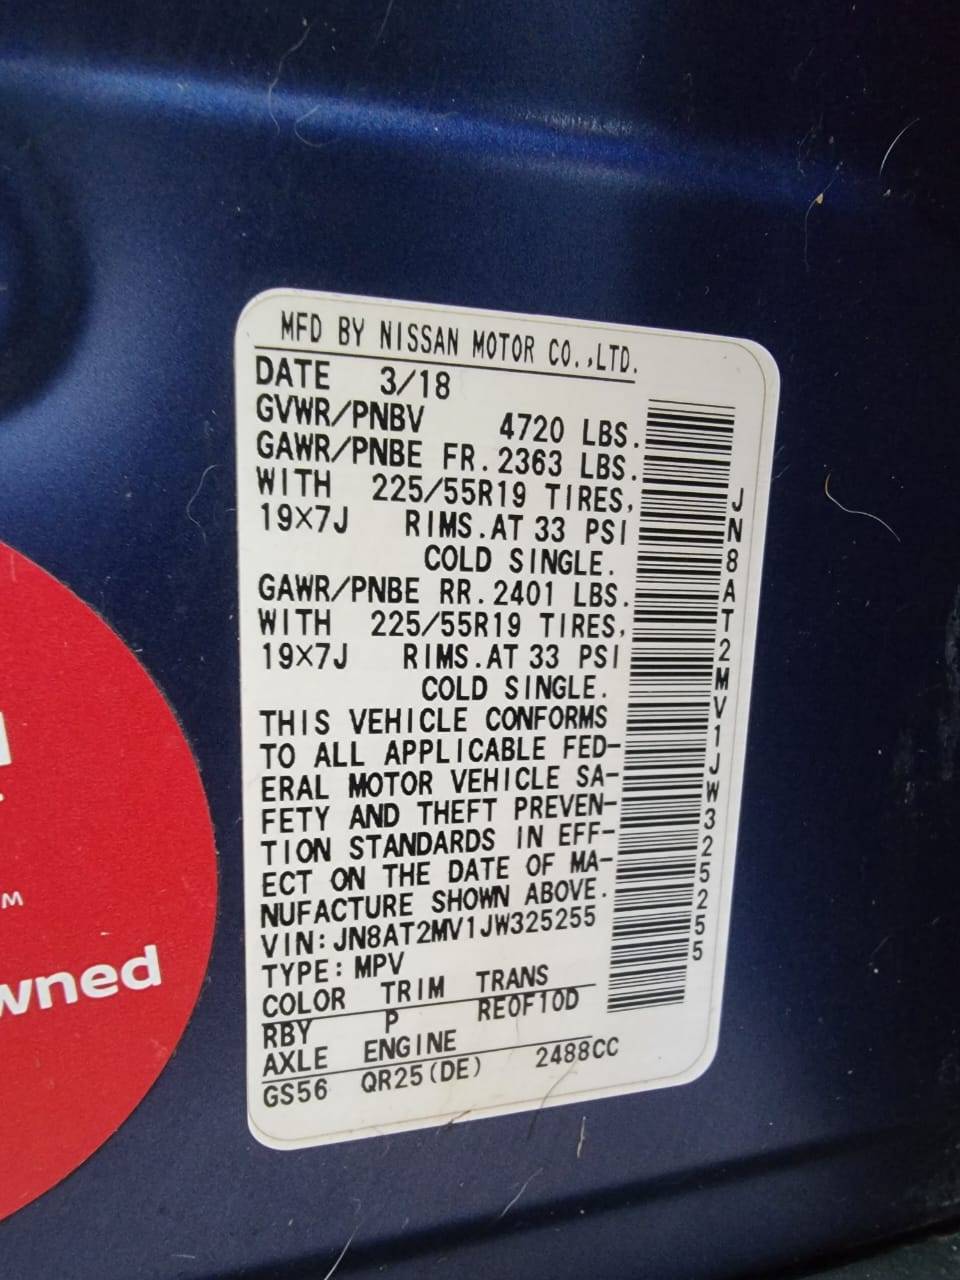 MFD BY NISSAN MOTOR CO.,LTD.
DATE 3/18
GVWR/PNBV 4720 LBS.
GAWR/PNBE FR.2363 LBS.
WITH 225/55R19 TIRES,
19X7J RIMS.AT 33 PSI
COLD SINGLE.
GAWR/PNBE RR.2401 LBS.
WITH 225/55R19 TIRES,
19X7J RIMS.AT 33 PSI
COLD SINGLE.
THIS VEHICLE CONFORMS
TO ALL APPLICABLE FED-
ERAL MOTOR VEHICLE SA-
FETY AND THEFT PREVEN-
TION STANDARDS IN EFF-
ECT ON THE DATE OF MA-
NUFACTURE SHOWN ABOVE.
VIN: JN8AT2MV1JW325255
TYPE: MPV
COLOR TRIM TRANS
RBY P RE0F10D
AXLE ENGINE
GS56 QR25(DE) 2488CC
JN8AT2MV1JW325255
wned